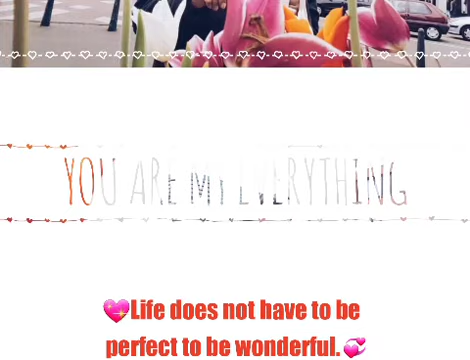 YOU ARE MY EVERYTHING
💖Life does not have to be
perfect to be wonderful.💞